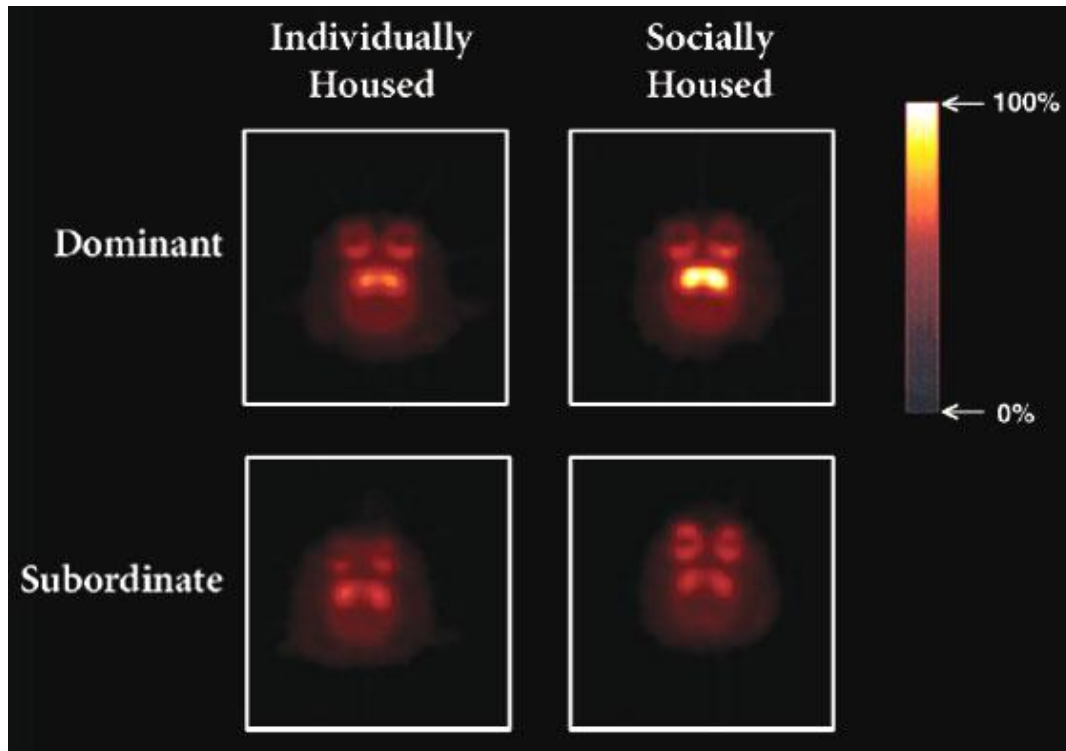 Individually
Housed
Socially
Housed
100%
Dominant
0%
Subordinate